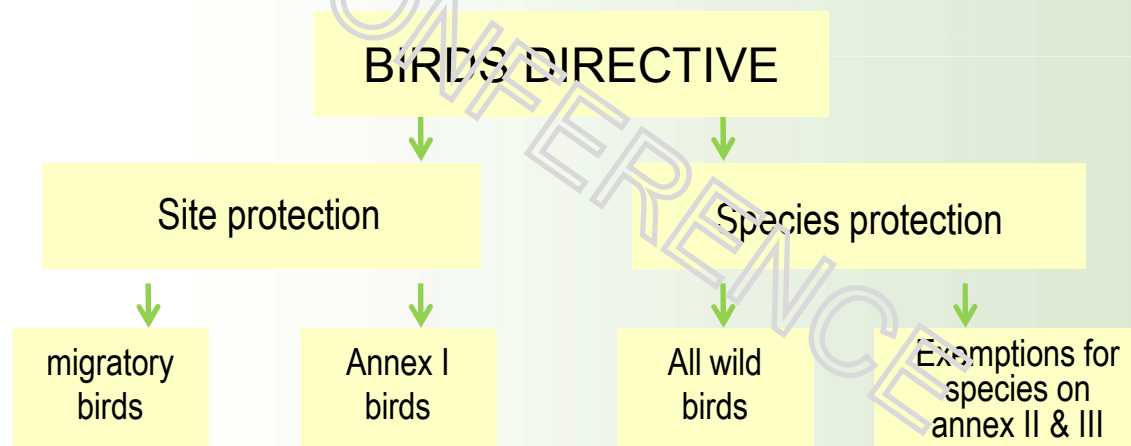 BIRDS DIRECTIVE
Site protection
Species protection
migratory
birds
Annex I
birds
All wild
birds
Exemptions for
species on
annex II & III
ONFERENCE